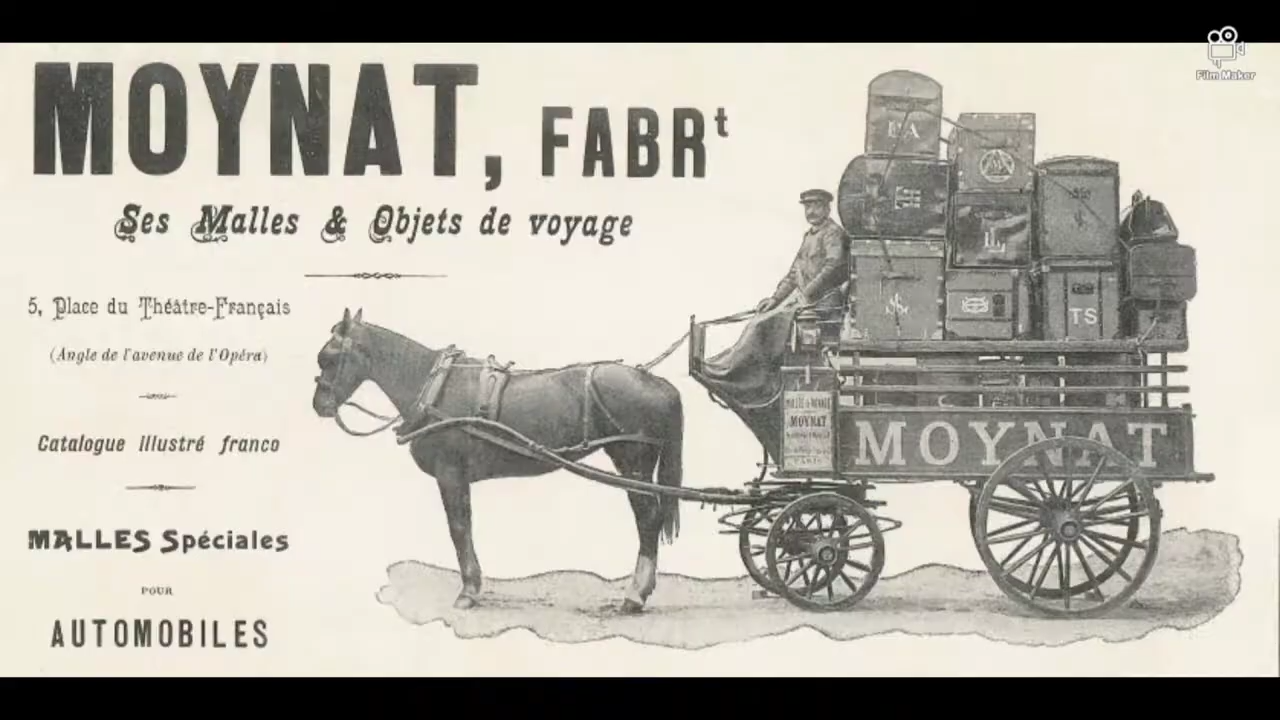 MOYNAT, FABRt
Ses Malles & Objets de voyage
5, Place du Théâtre-Français
(Angle de l'avenue de l'Opéra)
Catalogue illustré franco
MALLES Spéciales
POUR
AUTOMOBILES
TS
MOYNAT
MOYNAT
Film Maker